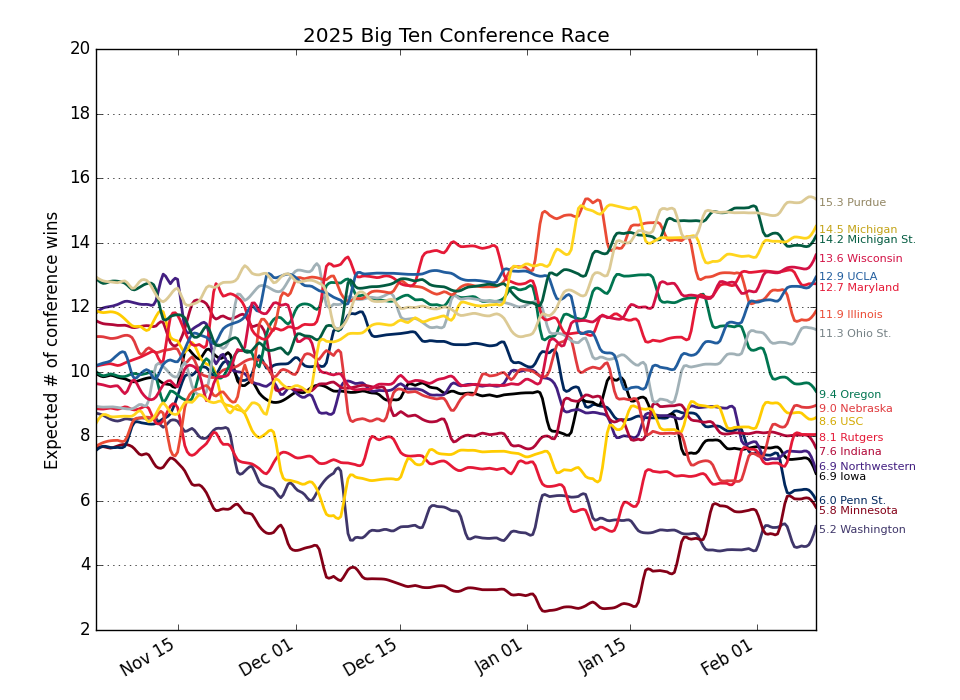 2025 Big Ten Conference Race
Expected # of conference wins
20
18
16
14
12
10
8
6
4
2
Nov 15
Dec 01
Dec 15
Jan 01
Jan 15
Feb 01
15.3 Purdue
14.5 Michigan
14.2 Michigan St.
13.6 Wisconsin
12.9 UCLA
12.7 Maryland
11.9 Illinois
11.3 Ohio St.
9.4 Oregon
9.0 Nebraska
8.6 USC
8.1 Rutgers
7.6 Indiana
6.9 Northwestern
6.9 Iowa
6.0 Penn St.
5.8 Minnesota
5.2 Washington